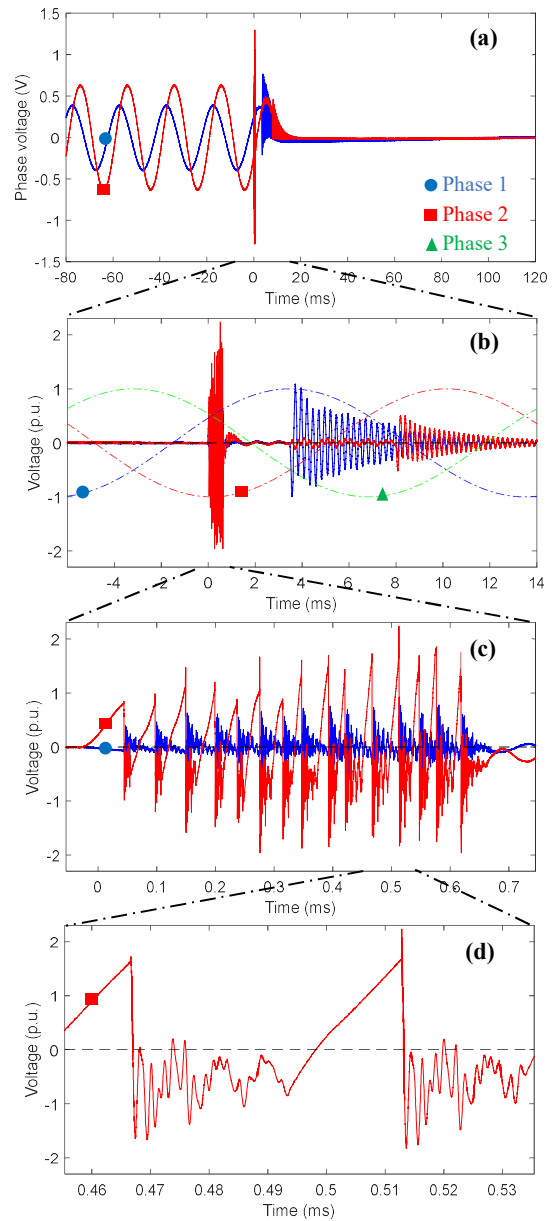 (a)
1.5
1
0.5
0
-0.5
-1
-1.5
Phase voltage (V)
Phase 1
Phase 2
Phase 3
-80 -60 -40 -20 0 20 40 60 80 100 120
Time (ms)
(b)
2
1
0
-1
-2
Voltage (p.u.)
-4 -2 0 2 4 6 8 10 12 14
Time (ms)
(c)
2
1
0
-1
-2
Voltage (p.u.)
0 0.1 0.2 0.3 0.4 0.5 0.6 0.7
Time (ms)
(d)
2
1
0
-1
-2
Voltage (p.u.)
0.46 0.47 0.48 0.49 0.5 0.51 0.52 0.53
Time (ms)